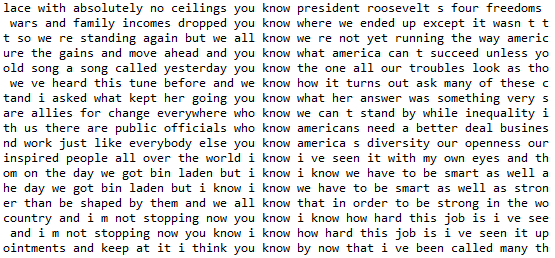 lace with absolutely no ceilings you know president roosevelt s four freedoms
wars and family incomes dropped you know where we ended up except it wasn t t
t so we re standing again but we all know we re not yet running the way americ
ure the gains and move ahead and you know what america can t succeed unless yo
old song a song called yesterday you know the one all our troubles look as tho
we ve heard this tune before and we know how it turns out ask many of these c
tand i asked what kept her going you know what her answer was something very s
are allies for change everywhere who know we can t stand by while inequality i
th us there are public officials who know americans need a better deal busines
nd work just like everybody else you know america s diversity our openness our
inspired people all over the world i know i ve seen it with my own eyes and th
om on the day we got bin laden but i know i know we have to be smart as well a
he day we got bin laden but i know i know we have to be smart as well as stron
er than be shaped by them and we all know that in order to be strong in the wo
country and i m not stopping now you know i know how hard this job is i ve see
and i m not stopping now you know i know how hard this job is i ve seen it up
ointments and keep at it i think you know by now that i ve been called many th